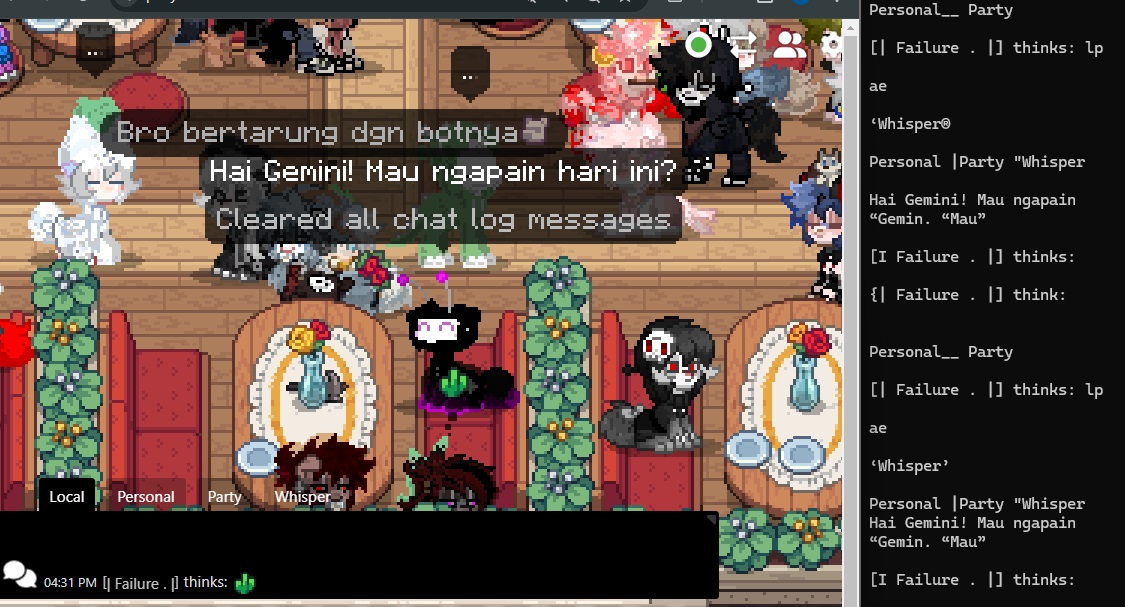 ...
...
Bro bertarung dgn botnya
Hai Gemini! Mau ngapain hari ini?
Cleared all chat log messages
Local Personal Party Whisper
04:31 PM [| Failure . |] thinks:
Personal__ Party
[| Failure . |] thinks: lp
ae
‘Whisper®
Personal |Party "Whisper
Hai Gemini! Mau ngapain
“Gemin. “Mau”
[I Failure . |] thinks:
{| Failure . |] think:
Personal__ Party
[| Failure . |] thinks: lp
ae
‘Whisper’
Personal |Party "Whisper
Hai Gemini! Mau ngapain
“Gemin. “Mau”
[I Failure . |] thinks: